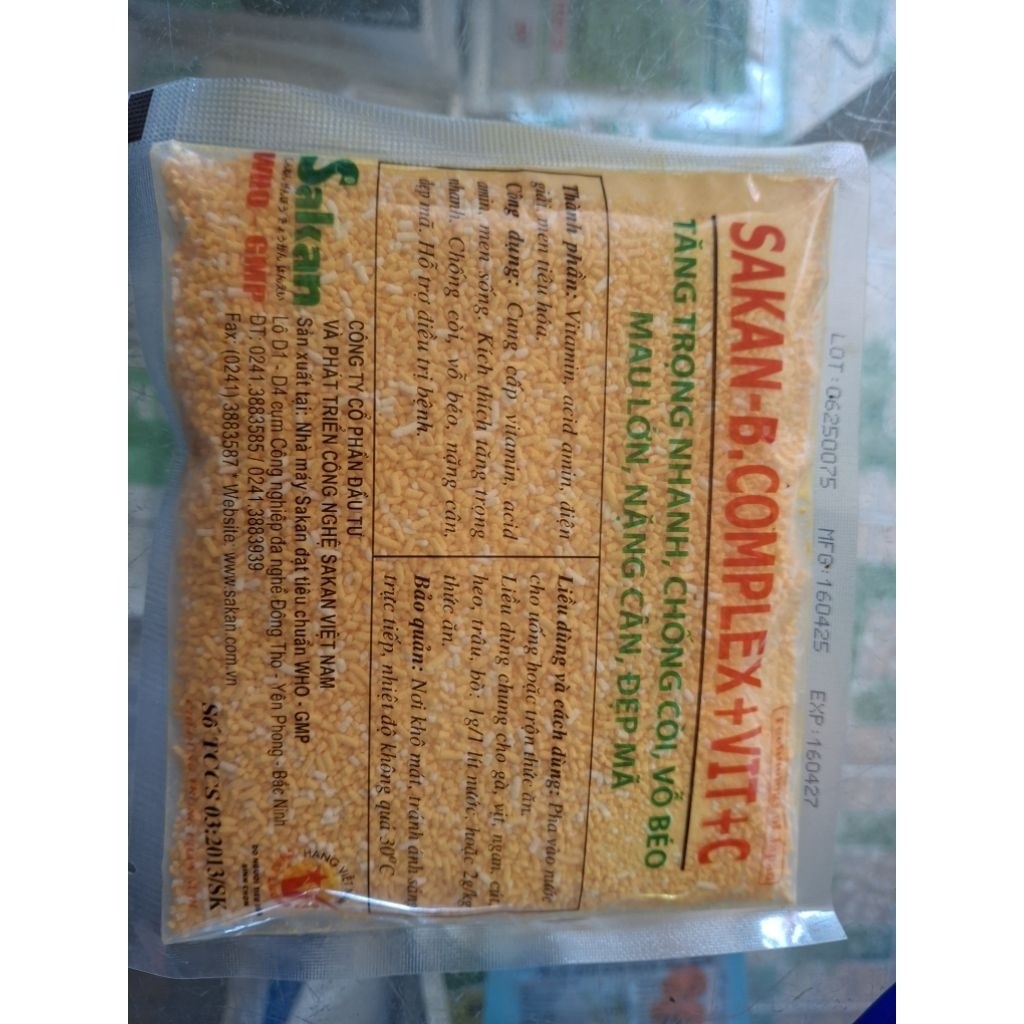 LOT:06250075 MFG:160425 EXP:160427
SAKAN-B.COMPLEX+VIT+C
TĂNG TRỌNG NHANH, CHỐNG CÒI, VỖ BÉO
MAU LỚN, NẶNG CÂN, ĐẸP MÃ
Thành phần: Vitamin, acid amin, điện
giải, men tiêu hóa.
Công dụng: Cung cấp vitamin, acid
amin, men sống. Kích thích tăng trọng
nhanh. Chống còi, vỗ béo, nặng cân,
đẹp mã. Hỗ trợ điều trị bệnh.
Liều dùng và cách dùng: Pha vào nước
cho uống hoặc trộn thức ăn.
Liều dùng chung cho gà, vịt, ngan, cút,
heo, trâu, bò: 1g/1 lít nước, hoặc 2g/kg
thức ăn.
Bảo quản: Nơi khô mát, tránh ánh sáng
trực tiếp, nhiệt độ không quá 30°C
Sakan
WHO - GMP
CÔNG TY CỔ PHẦN ĐẦU TƯ
VÀ PHÁT TRIỂN CÔNG NGHỆ SAKAN VIỆT NAM
Sản xuất tại: Nhà máy Sakan đạt tiêu chuẩn WHO - GMP
Lô D1 - D4 cụm Công nghiệp đa nghề Đông Thọ - Yên Phong - Bắc Ninh
ĐT: 0241.3883585 / 0241.3883939
Fax: (0241) 3883587 * Website: www.sakan.com.vn
HÀNG VIỆT
DO NGƯỜI TIÊU
BÌNH CHỌN
Số TCCS 03:2013/SK